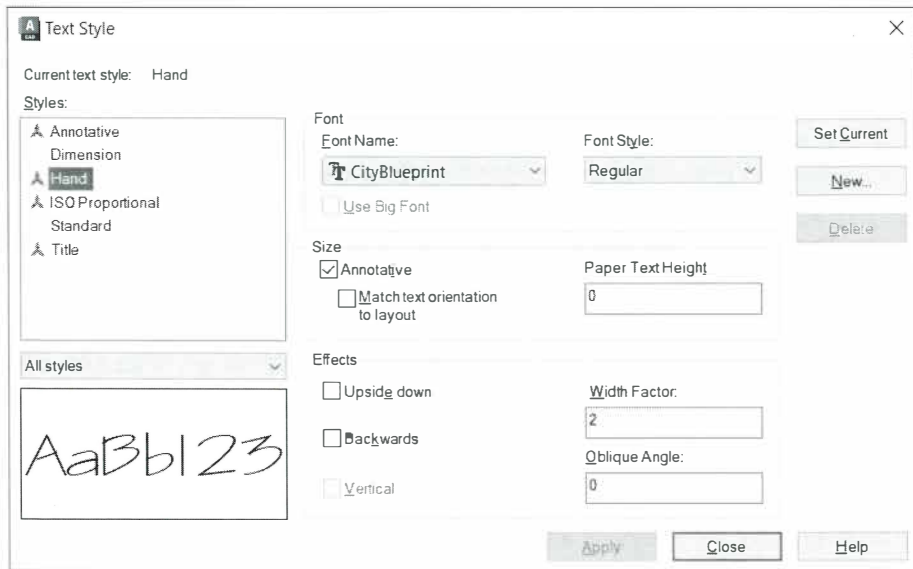 A CAD Text Style
Current text style: Hand
Styles:
Annotative
Dimension
Hand
ISO Proportional
Standard
Title
All styles
AaBb123
Font
Font Name:
CityBlueprint
Use Big Font
Font Style:
Regular
Size
Annotative
Match text orientation
to layout
Paper Text Height
0
Effects
Upside down
Backwards
Vertical
Width Factor:
2
Oblique Angle:
0
Set Current
New...
Delete
Apply
Close
Help